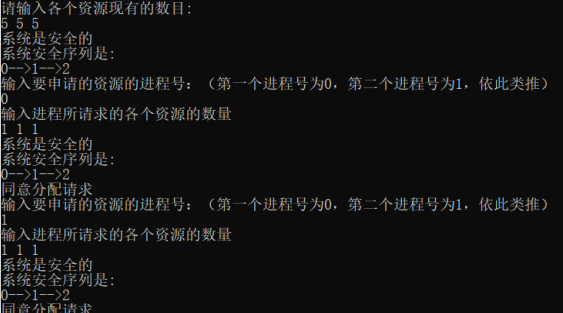 请输入各个资源现有的数目:
5 5 5
系统是安全的
系统安全序列是:
0-->1-->2
输入要申请的资源的进程号：（第一个进程号为0，第二个进程号为1，依此类推）
0
输入进程所请求的各个资源的数量
1 1 1
系统是安全的
系统安全序列是:
0-->1-->2
同意分配请求
输入要申请的资源的进程号：（第一个进程号为0，第二个进程号为1，依此类推）
1
输入进程所请求的各个资源的数量
1 1 1
系统是安全的
系统安全序列是:
0-->1-->2
同意分配请求